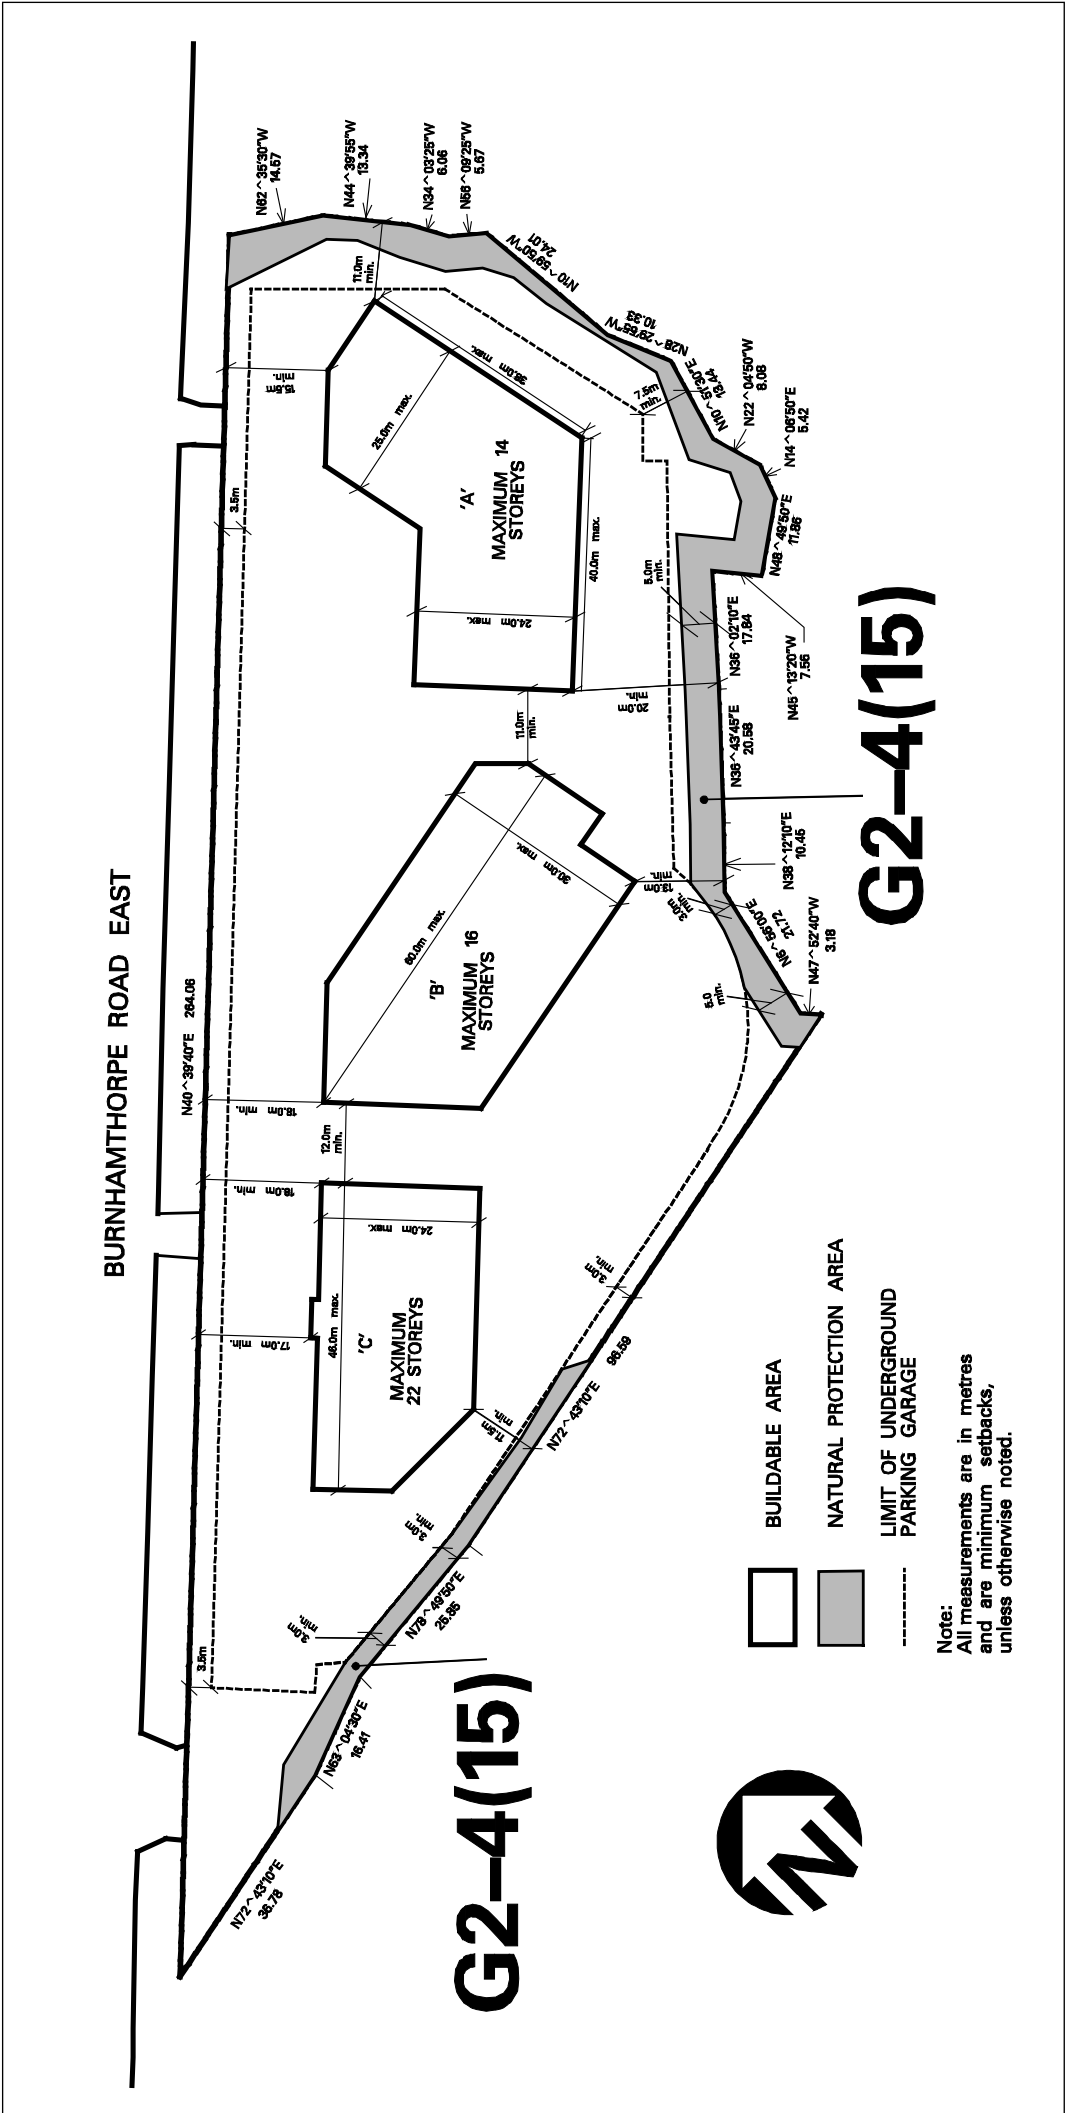 BURNHAMTHORPE ROAD EAST
N40^39'40"E 264.06
N62^35'30"W
14.57
N44^39'55"W
13.34
N34^03'25"W
6.06
N56^09'25"W
5.67
N10^59'50"W
24.01
N28^29'55"W
10.33
N10^51'30"E
13.44
N22^04'50"W
8.08
N14^06'50"E
5.42
N48^49'50"E
11.86
N45^13'20"W
7.56
N36^02'10"E
17.84
N36^43'45"E
20.58
N38^12'10"E
10.45
N6^56'00"E
21.72
N47^52'40"W
3.18
96.59
N72^43'10"E
N78^49'50"E
25.85
N63^04'30"E
16.41
N72^43'10"E
36.78
3.5m
15.5m
min.
11.0m
min.
38.0m max.
25.0m max.
7.5m
min.
'A'
MAXIMUM 14
STOREYS
40.0m max.
24.0m max.
5.0m
min.
20.0m
min.
11.0m
min.
30.0m max.
60.0m max.
'B'
MAXIMUM 16
STOREYS
13.0m
min.
3.0m
min.
5.0
min.
18.0m min.
12.0m
min.
18.0m min.
24.0m max.
46.0m max.
17.0m min.
'C'
MAXIMUM
22 STOREYS
3.0m
min.
11.5m
min.
3.0m
min.
3.0m
min.
3.5m
G2-4(15)
G2-4(15)
BUILDABLE AREA
NATURAL PROTECTION AREA
LIMIT OF UNDERGROUND
PARKING GARAGE
Note:
All measurements are in metres
and are minimum setbacks,
unless otherwise noted.
N